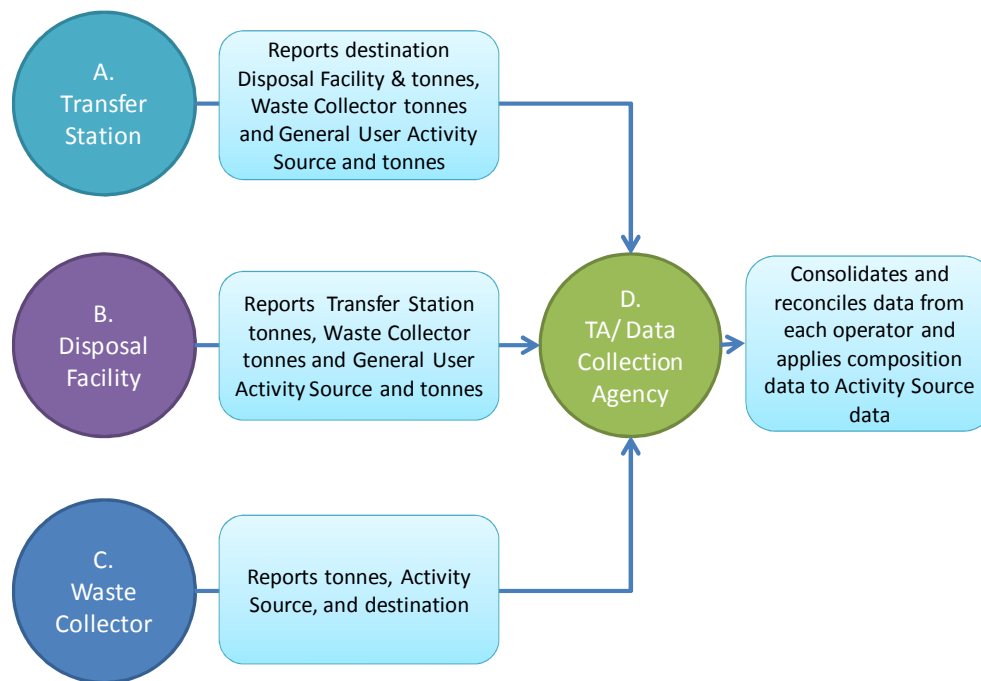 A.
Transfer
Station
Reports destination
Disposal Facility & tonnes,
Waste Collector tonnes
and General User Activity
Source and tonnes
B.
Disposal
Facility
Reports Transfer Station
tonnes, Waste Collector
tonnes and General User
Activity Source and tonnes
D.
TA/ Data
Collection
Agency
Consolidates and
reconciles data from
each operator and
applies composition
data to Activity Source
data
C.
Waste
Collector
Reports tonnes, Activity
Source, and destination